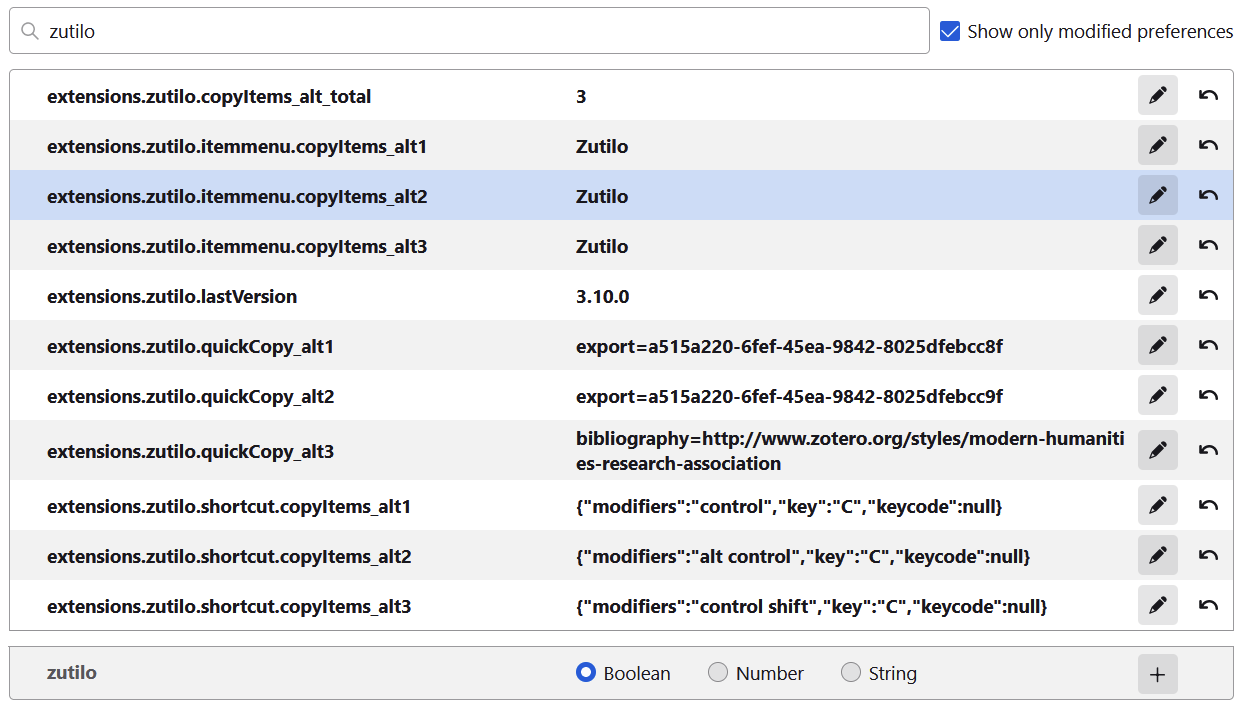 zutilo
Show only modified preferences
extensions.zutilo.copyItems_alt_total 3
extensions.zutilo.itemmenu.copyItems_alt1 Zutilo
extensions.zutilo.itemmenu.copyItems_alt2 Zutilo
extensions.zutilo.itemmenu.copyItems_alt3 Zutilo
extensions.zutilo.lastVersion 3.10.0
extensions.zutilo.quickCopy_alt1 export=a515a220-6fef-45ea-9842-8025dfebcc8f
extensions.zutilo.quickCopy_alt2 export=a515a220-6fef-45ea-9842-8025dfebcc9f
extensions.zutilo.quickCopy_alt3 bibliography=http://www.zotero.org/styles/modern-humaniti
es-research-association
extensions.zutilo.shortcut.copyItems_alt1 {"modifiers":"control","key":"C","keycode":null}
extensions.zutilo.shortcut.copyItems_alt2 {"modifiers":"alt control","key":"C","keycode":null}
extensions.zutilo.shortcut.copyItems_alt3 {"modifiers":"control shift","key":"C","keycode":null}
zutilo Boolean Number String